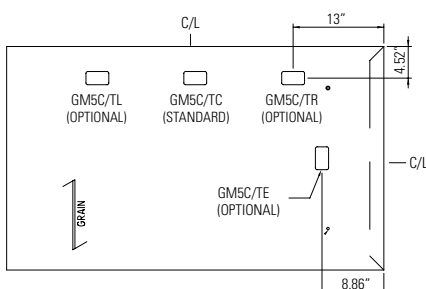 C/L
13"
4.52"
GM5C/TL
(OPTIONAL)
GM5C/TC
(STANDARD)
GM5C/TR
(OPTIONAL)
C/L
GM5C/TE
(OPTIONAL)
GRAIN
8.86"